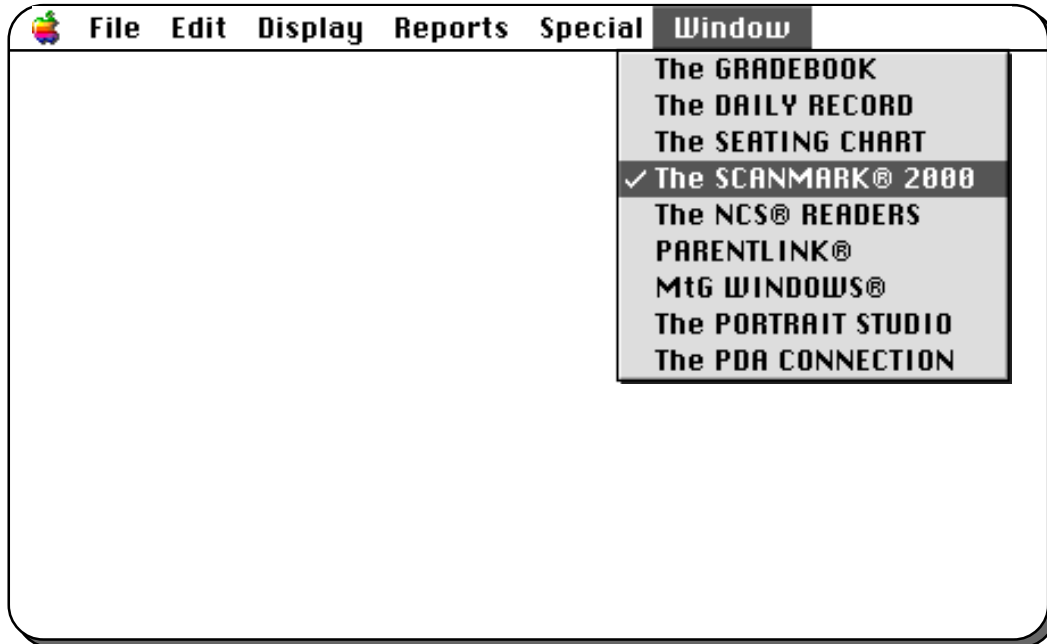 File Edit Display Reports Special Window
The GRADEBOOK
The DAILY RECORD
The SEATING CHART
✓ The SCANMARK® 2000
The NCS® READERS
PARENTLINK®
MtG WINDOWS®
The PORTRAIT STUDIO
The PDA CONNECTION